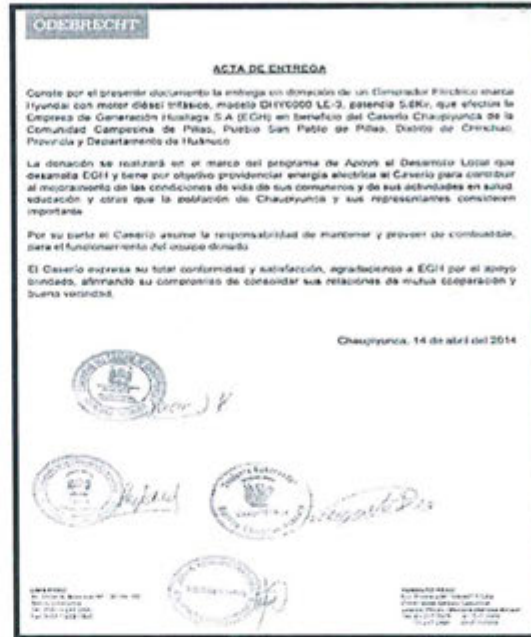 ODEBRECHT
ACTA DE ENTREGA
Conste por el presente documento la entrega en donación de un Generador Eléctrico marca
Hyundai con motor diésel trifásico, modelo DHY6000 LE-3, potencia 5.0Kv, que efectúa la
Empresa de Generación Huallaga S.A (EGH) en beneficio del Caserío Chaupiyunca de la
Comunidad Campesina de Pillao, Pueblo San Pablo de Pillao, Distrito de Chinchao,
Provincia y Departamento de Huánuco
La donación se realizará en el marco del programa de Apoyo al Desarrollo Local que
desarrolla EGH y tiene por objetivo providenciar energía eléctrica al Caserío para contribuir
al mejoramiento de las condiciones de vida de sus comuneros y de sus actividades en salud,
educación y otras que la población de Chaupiyunca y sus representantes consideren
importante.
Por su parte el Caserío asume la responsabilidad de mantener y proveer de combustible,
para el funcionamiento del equipo donado.
El Caserío expresa su total conformidad y satisfacción, agradeciendo a EGH por el apoyo
brindado, afirmando su compromiso de consolidar sus relaciones de mutua cooperación y
buena vecindad.
Chaupiyunca, 14 de abril del 2014